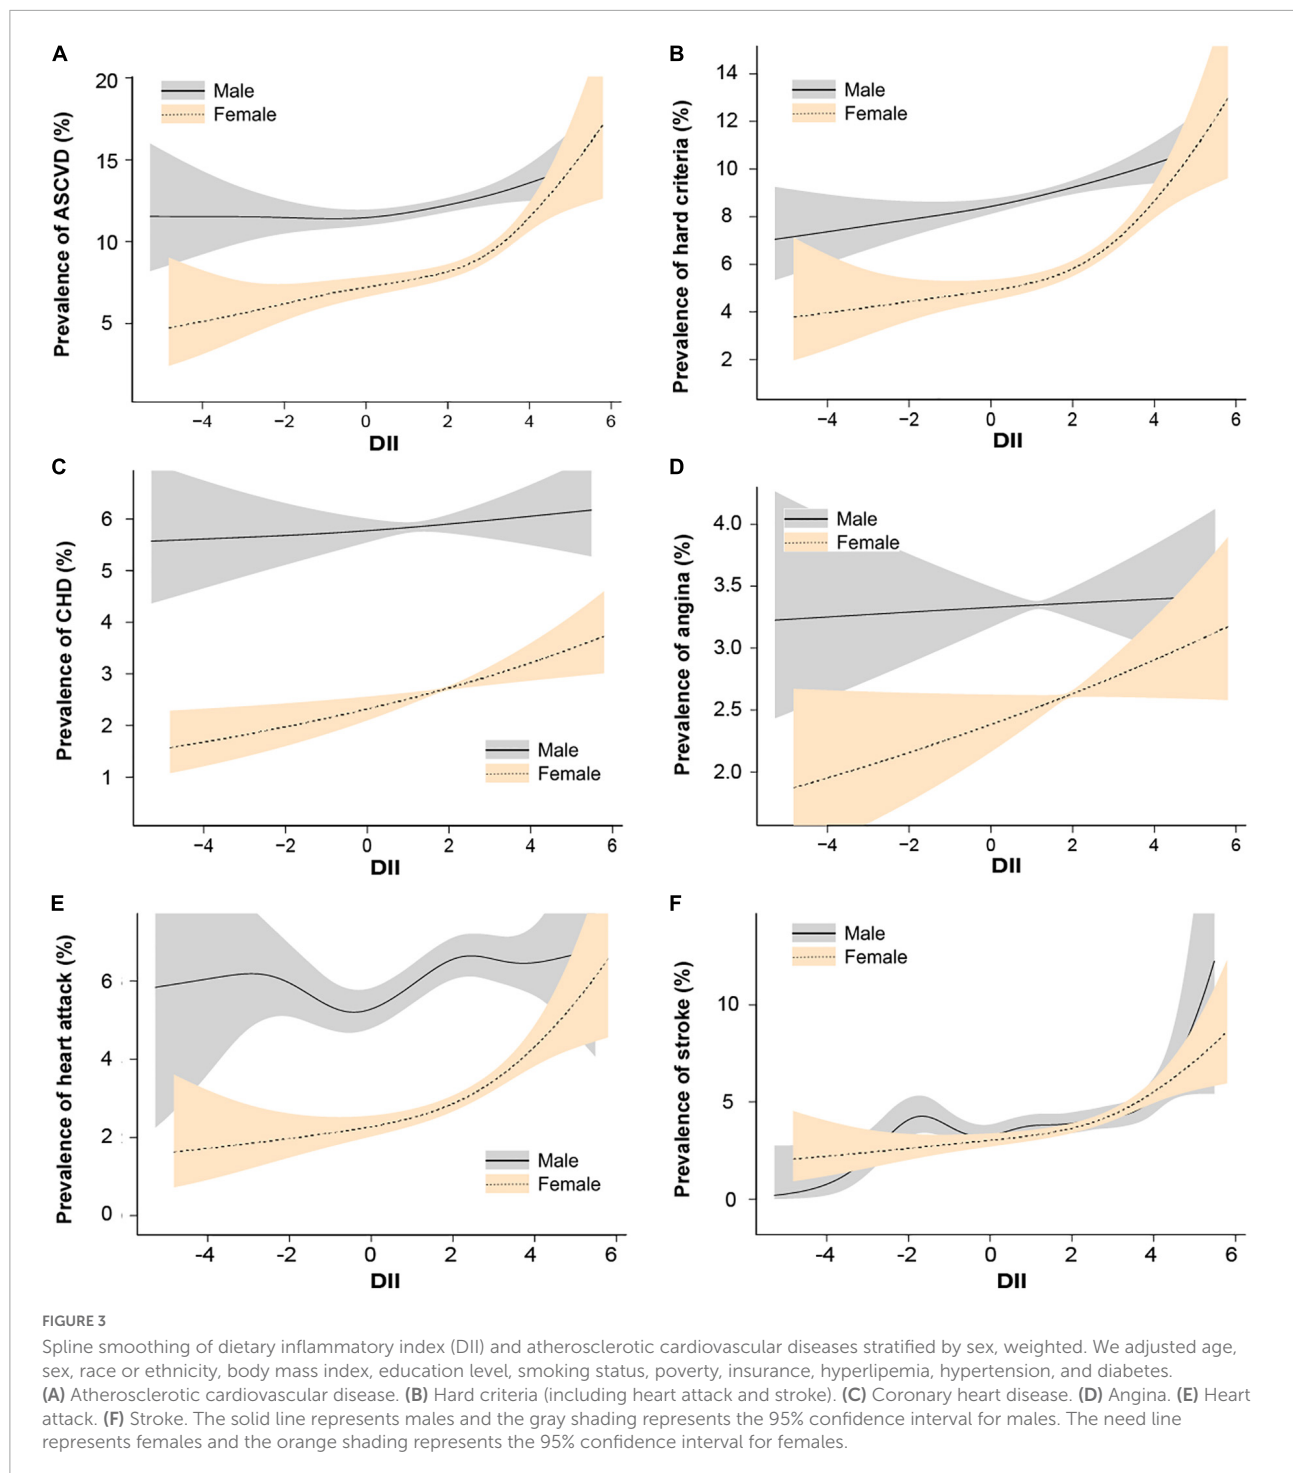 A
Prevalence of ASCVD (%)
20
15
10
5
Male
Female
−4 −2 0 2 4 6
DII
B
Prevalence of hard criteria (%)
14
12
10
8
6
4
2
Male
Female
−4 −2 0 2 4 6
DII
C
Prevalence of CHD (%)
6
5
4
3
2
1
Male
Female
−4 −2 0 2 4 6
DII
D
Prevalence of angina (%)
4.0
3.5
3.0
2.5
2.0
Male
Female
−4 −2 0 2 4 6
DII
E
Prevalence of heart attack (%)
6
4
2
0
Male
Female
-4 -2 0 2 4 6
DII
F
Prevalence of stroke (%)
10
5
0
Male
Female
-4 -2 0 2 4 6
DII
FIGURE 3
Spline smoothing of dietary inflammatory index (DII) and atherosclerotic cardiovascular diseases stratified by sex, weighted. We adjusted age,
sex, race or ethnicity, body mass index, education level, smoking status, poverty, insurance, hyperlipemia, hypertension, and diabetes.
(A) Atherosclerotic cardiovascular disease. (B) Hard criteria (including heart attack and stroke). (C) Coronary heart disease. (D) Angina. (E) Heart
attack. (F) Stroke. The solid line represents males and the gray shading represents the 95% confidence interval for males. The need line
represents females and the orange shading represents the 95% confidence interval for females.